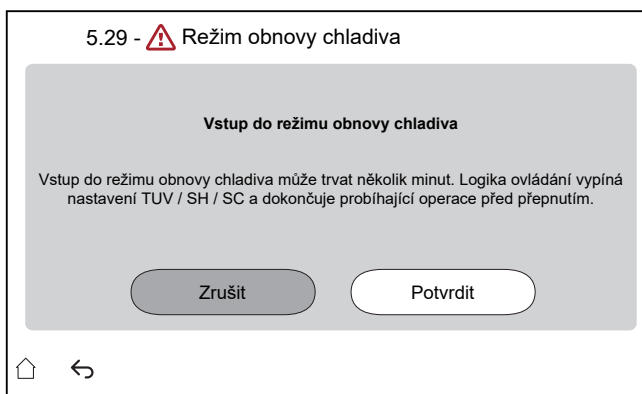 5.29 - Režim obnovy chladiva
Vstup do režimu obnovy chladiva
Vstup do režimu obnovy chladiva může trvat několik minut. Logika ovládání vypíná
nastavení TUV / SH / SC a dokončuje probíhající operace před přepnutím.
Zrušit
Potvrdit